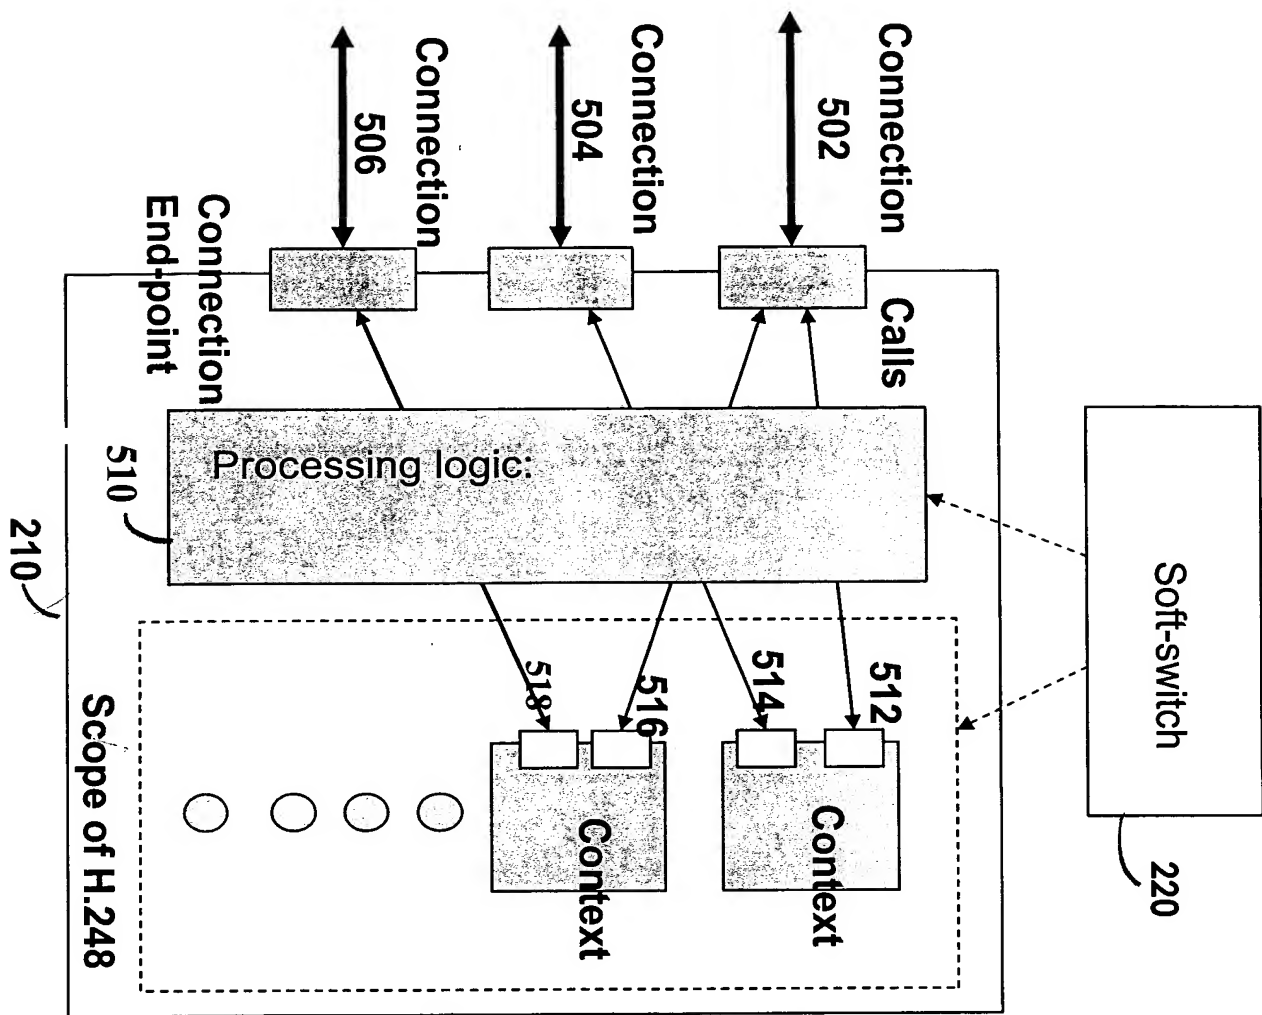 Soft-switch
220
Connection
502
Calls
512
Context
Connection
504
514
516
Context
Processing logic:
518
Connection
506
Connection
End-point
510
Scope of H.248
210